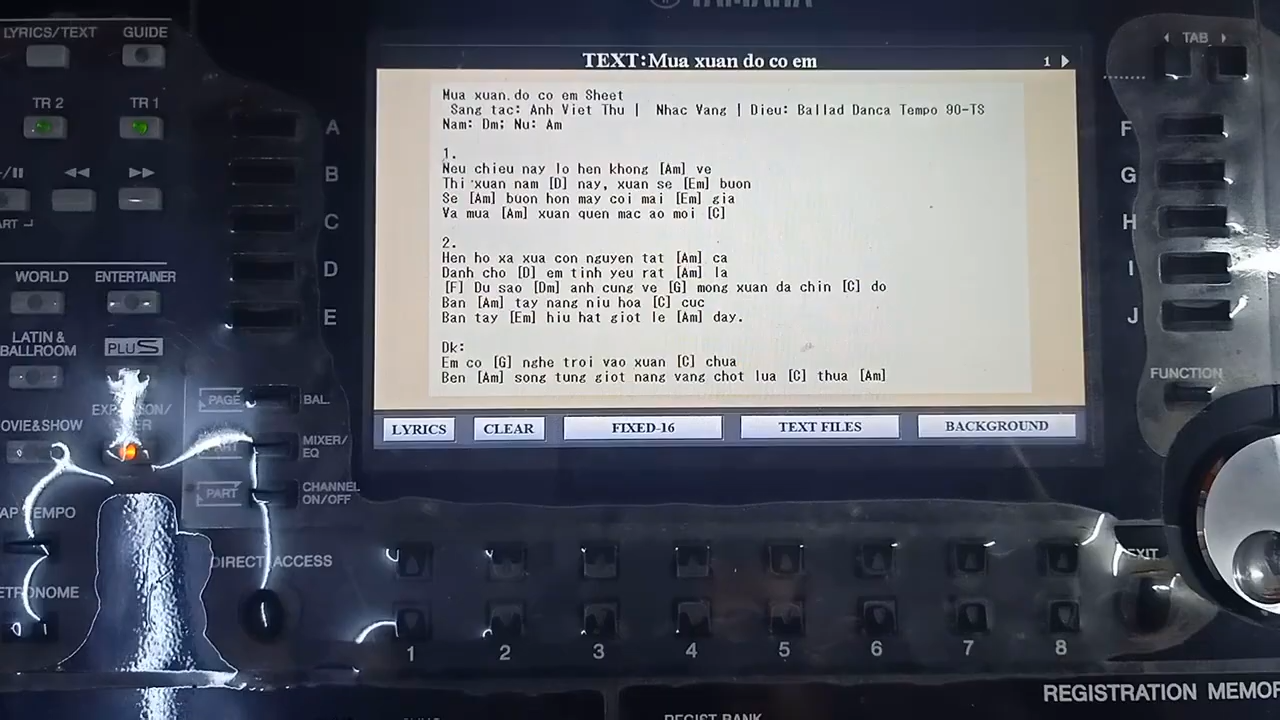 YAMAHA
LYRICS/TEXT
GUIDE
TR 2
TR 1
WORLD
ENTERTAINER
LATIN &
BALLROOM
PLUS
TEXT:Mua xuan do co em
1
Mua xuan.do co em Sheet
Sang tac: Anh Viet Thu | Nhac Vang | Dieu: Ballad Danca Tempo 90-TS
Nam: Dm; Nu: Am
1.
Neu chieu nay lo hen khong [Am] ve
Thi xuan nam [D] nay, xuan se [Em] buon
Se [Am] buon hon may coi mai [Em] gia
Va mua [Am] xuan quen mac ao moi [C]
2.
Hen ho xa xua con nguyen tat [Am] ca
Danh cho [D] em tinh yeu rat [Am] la
[F] Du sao [Dm] anh cung ve [G] mong xuan da chin [C] do
Ban [Am] tay nang niu hoa [C] cuc
Ban tay [Em] hiu hat giot le [Am] day.
Dk:
Em co [G] nghe troi vao xuan [C] chua
Ben [Am] song tung giot nang vang chot lua [C] thua [Am]
LYRICS
CLEAR
FIXED-16
TEXT FILES
BACKGROUND
A
B
C
D
E
TAB
F
G
H
I
J
FUNCTION
PAGE
BAL.
MIXER/
EQ
PART
CHANNEL
ON/OFF
DIRECT ACCESS
EXIT
1
2
3
4
5
6
7
8